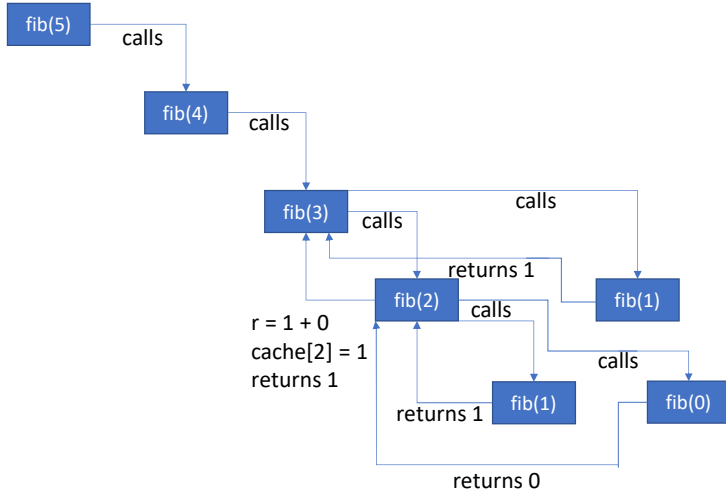 fib(5)
calls
fib(4)
calls
fib(3)
calls
calls
returns 1
fib(2)
fib(1)
calls
r = 1 + 0
cache[2] = 1
returns 1
calls
returns 1
fib(1)
fib(0)
returns 0